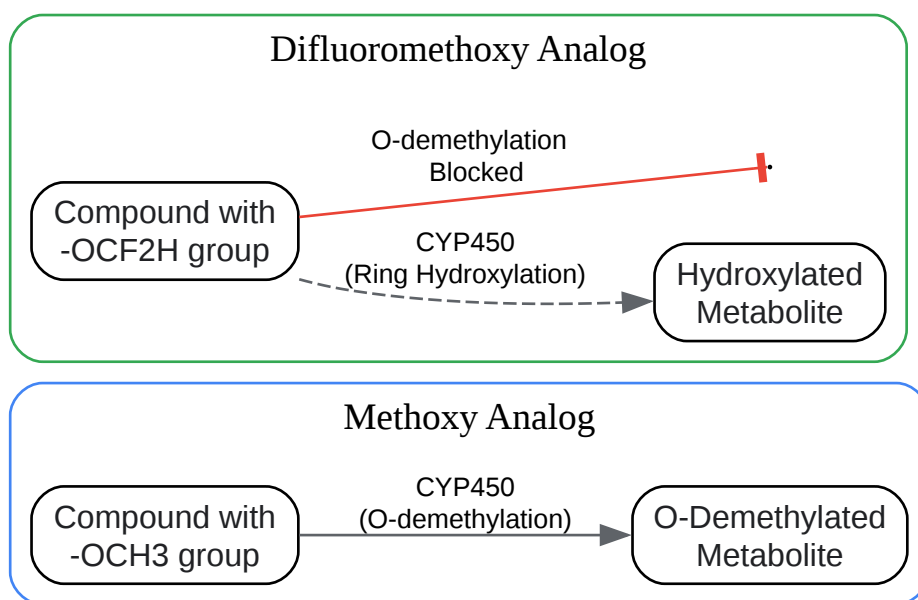 Difluoromethoxy Analog
O-demethylation
Blocked
Compound with
-OCF2H group
CYP450
(Ring Hydroxylation)
Hydroxylated
Metabolite
Methoxy Analog
Compound with
-OCH3 group
CYP450
(O-demethylation)
O-Demethylated
Metabolite